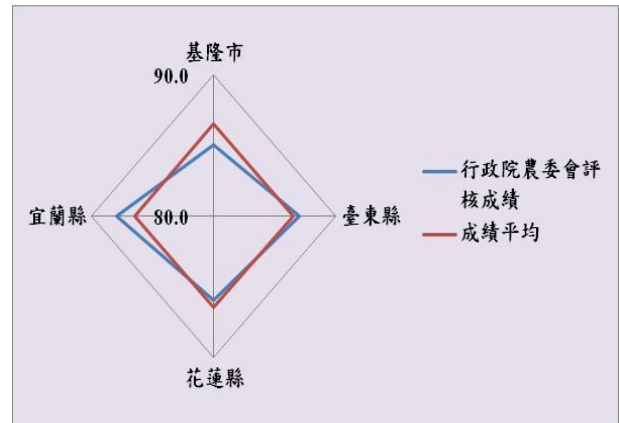 基隆市
90.0
宜蘭縣
80.0
臺東縣
花蓮縣
行政院農委會評
核成績
成績平均